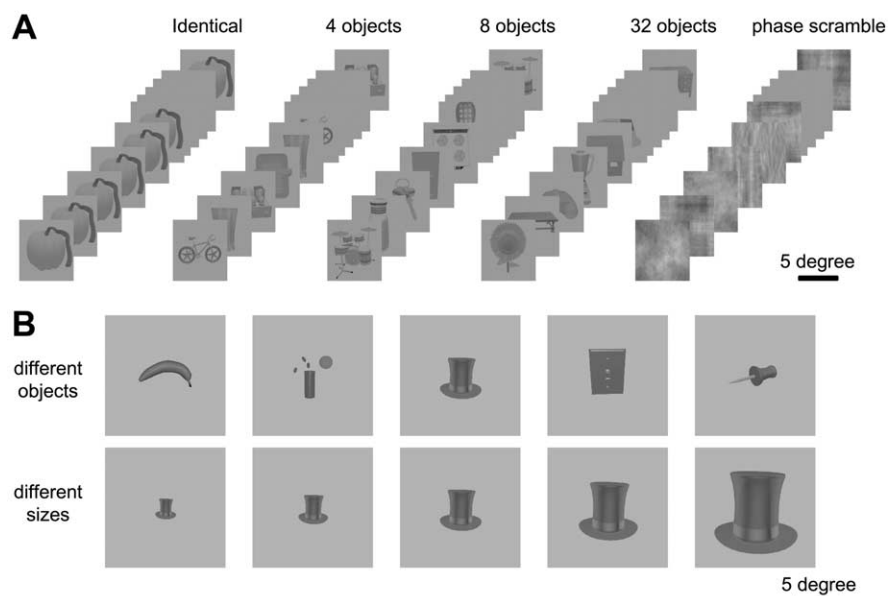 A
Identical
4 objects
8 objects
32 objects
phase scramble
5 degree
B
different
objects
different
sizes
5 degree